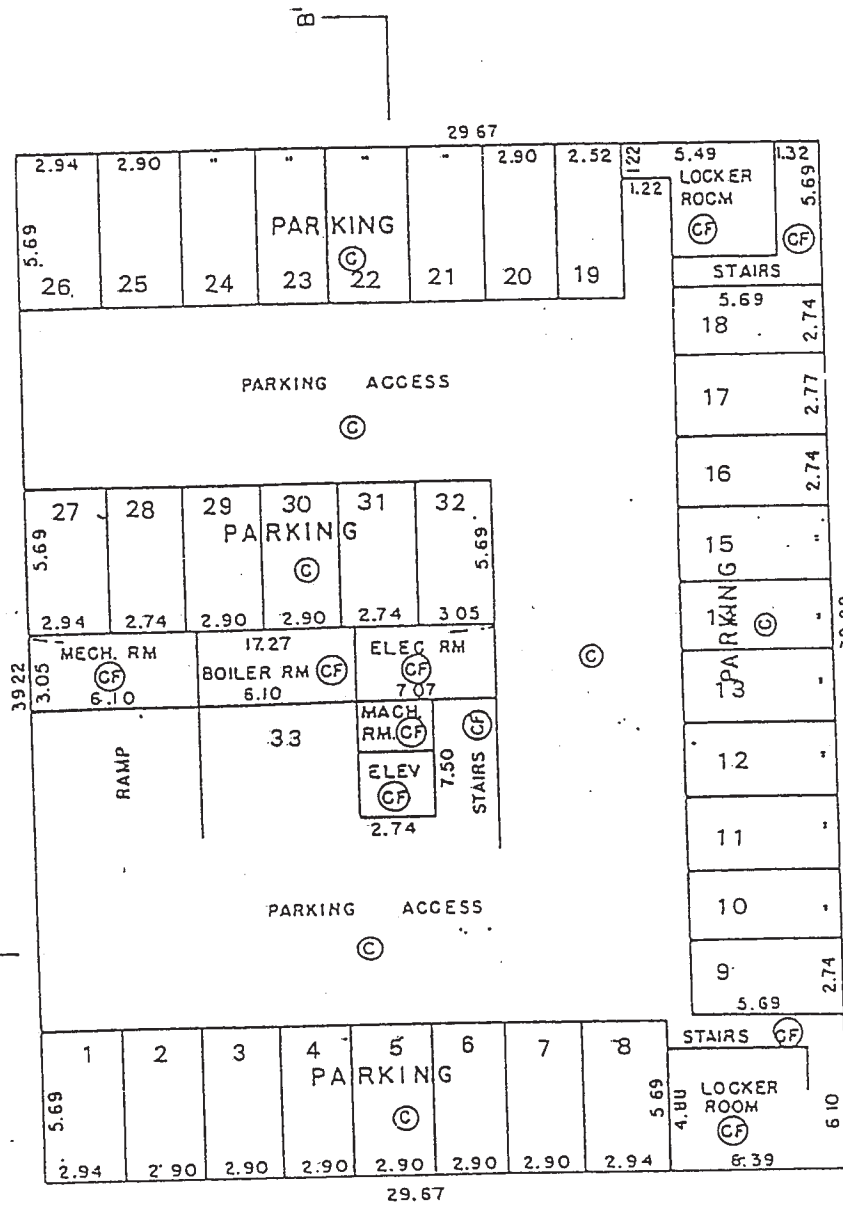 B'
29 67
2.94 2.90 " " " " 2.90 2.52 1.22 5.49 1.32
1.22 LOCKER
ROOM
5.69 PARKING CF CF 5.69
C
26. 25 24 23 22 21 20 19 STAIRS
5.69
18 2.74
PARKING ACCESS
C
17 2.77
16 2.74
27 28 29 30 31 32
PARKING
5.69 C 5.69
15 "
2.94 2.74 2.90 2.90 2.74 3.05
14 "
PARKING C
MECH. RM 17.27 ELEC RM
CF BOILER RM CF CF C
39 22 3.05 6.10 6.10 7.07
13 "
MACH.
RM. CF CF
33
RAMP 7.50 STAIRS
12 "
ELEV
CF
2.74
11 "
PARKING ACCESS
C
10 "
9 2.74
5.69
STAIRS CF
1 2 3 4 5 6 7 8
PARKING
5.69 C 5 69 4.88 LOCKER
ROOM 6 10
CF
2.94 2.90 2.90 2.90 2.90 2.90 2.90 2.94 8.39
29.67